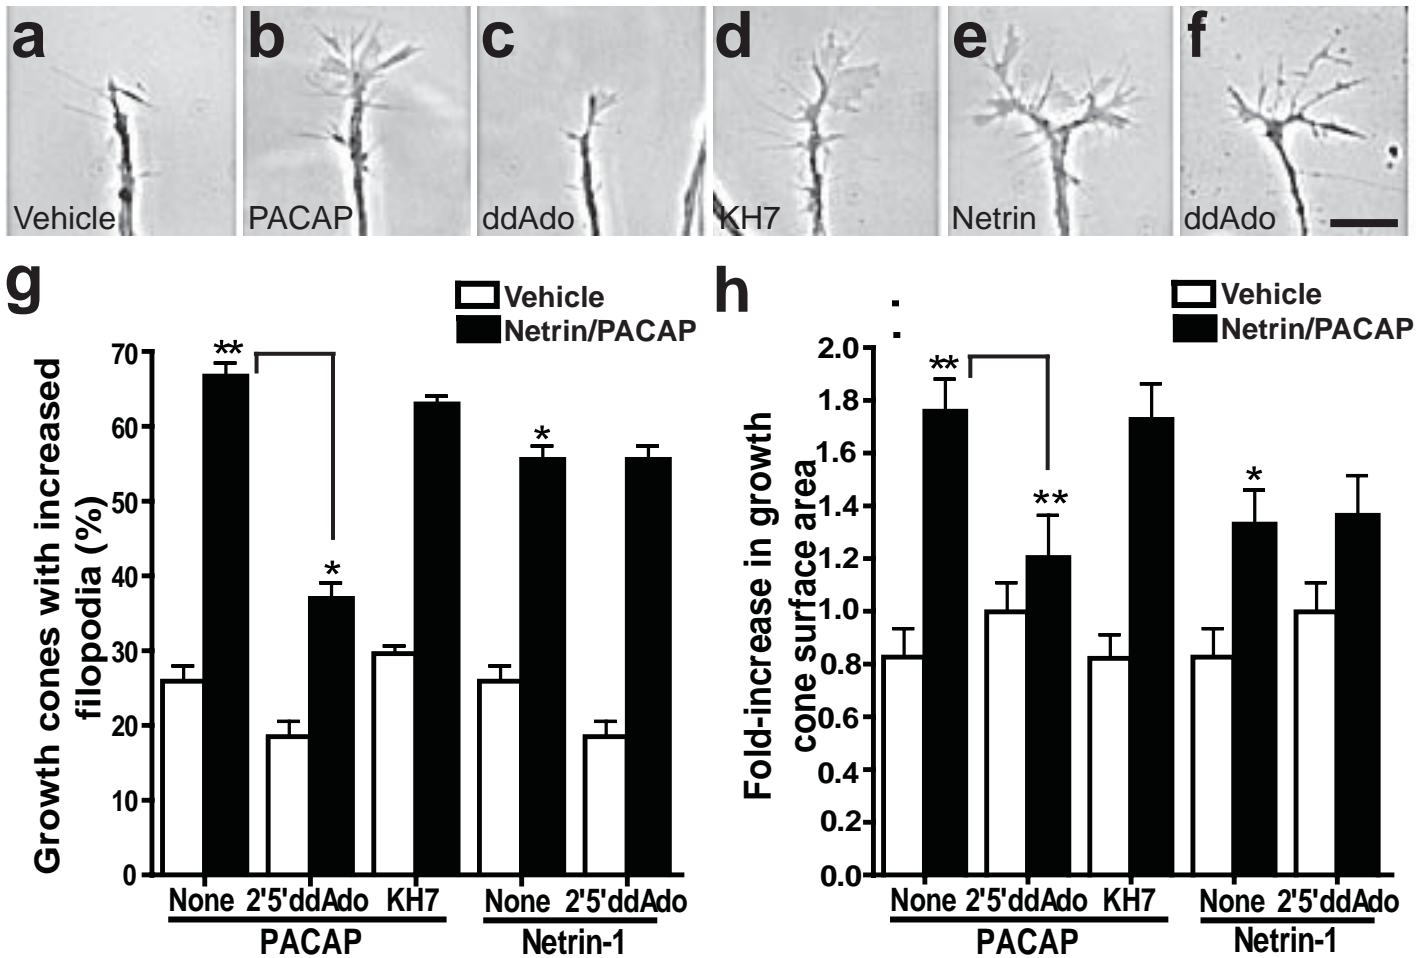 a b c d e f
Vehicle PACAP ddAdo KH7 Netrin ddAdo
g
Vehicle
Netrin/PACAP
Growth cones with increased
filopodia (%)
70
60
50
40
30
20
10
0
** * *
None 2'5'ddAdo KH7 None 2'5'ddAdo
PACAP Netrin-1
h
Vehicle
Netrin/PACAP
Fold-increase in growth
cone surface area
2.0
1.8
1.6
1.4
1.2
1.0
0.8
0.6
0.4
0.2
0.0
** ** *
None 2'5'ddAdo KH7 None 2'5'ddAdo
PACAP Netrin-1